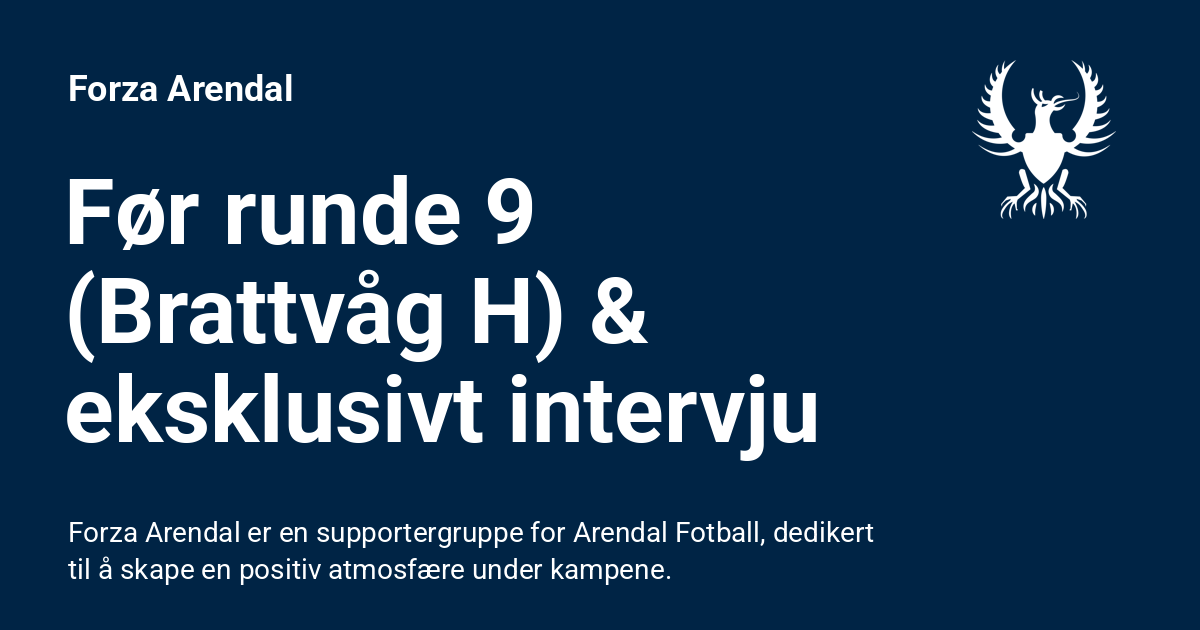 Forza Arendal
Før runde 9
(Brattvåg H) &
eksklusivt intervju
Forza Arendal er en supportergruppe for Arendal Fotball, dedikert
til å skape en positiv atmosfære under kampene.